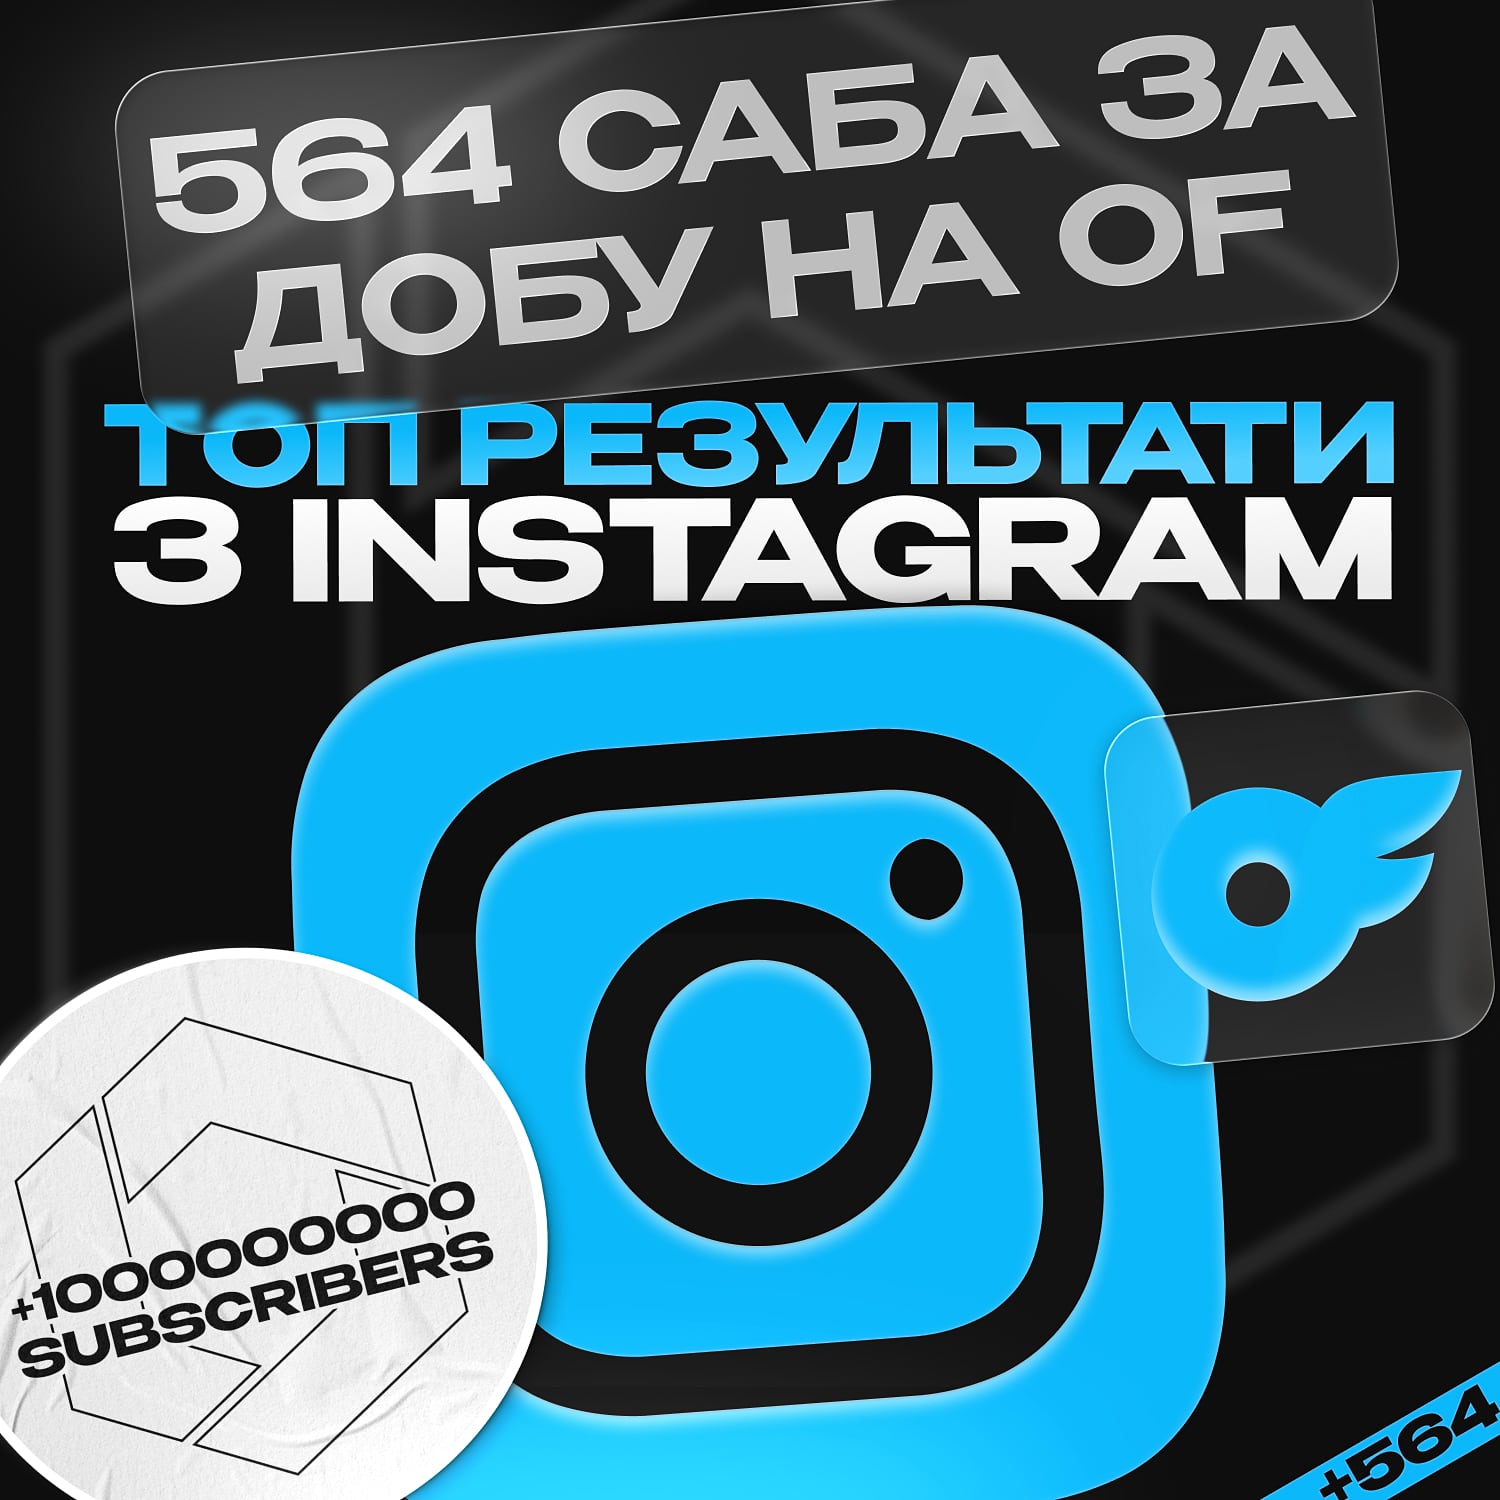 564 САБА ЗА
ДОБУ НА OF
ТОП РЕЗУЛЬТАТИ
З INSTAGRAM
+1000000000
SUBSCRIBERS
+564